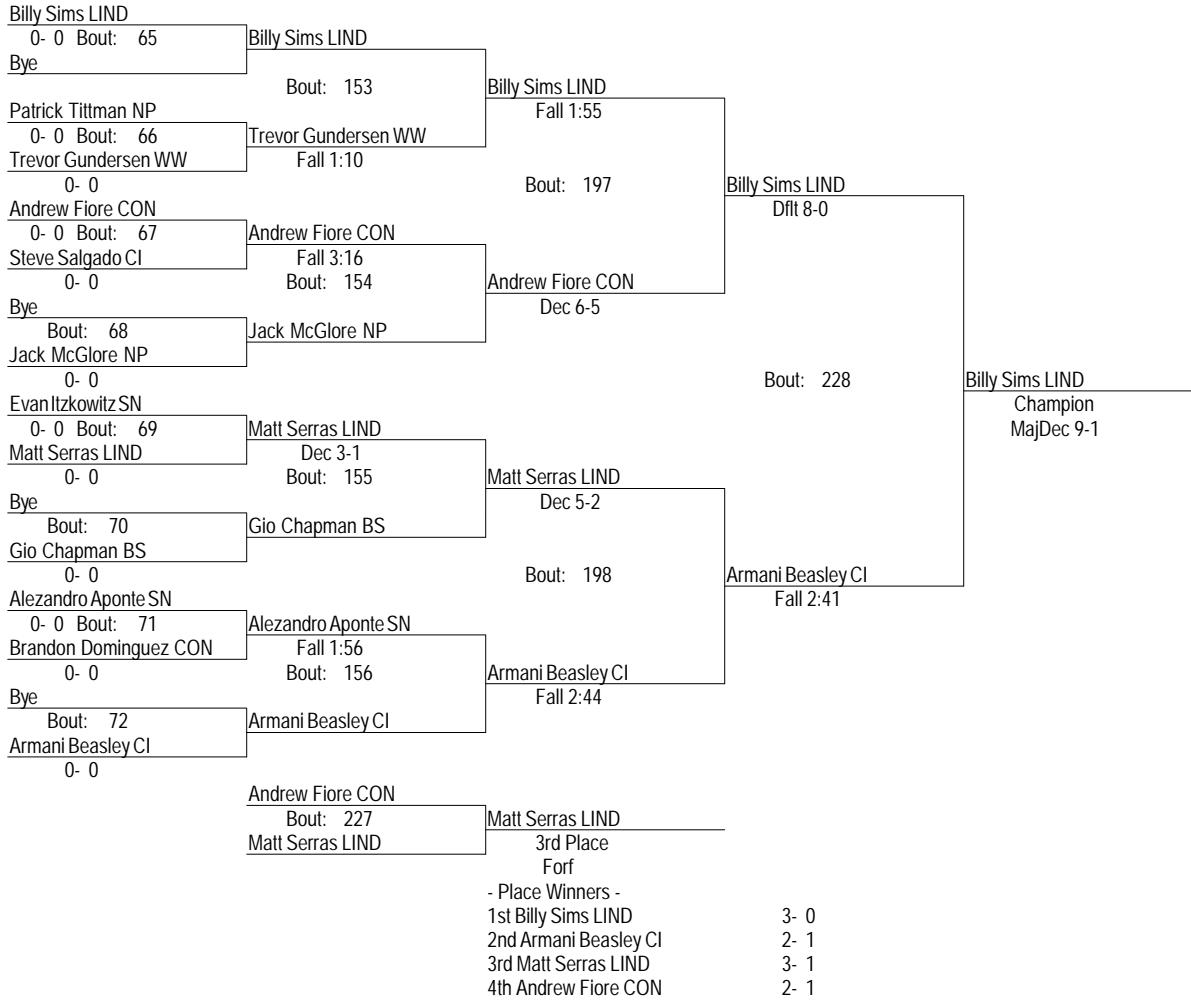 Billy Sims LIND
0- 0 Bout: 65
Billy Sims LIND
Bye
Bout: 153
Billy Sims LIND
Patrick Tittman NP
Fall 1:55
0- 0 Bout: 66
Trevor Gundersen WW
Trevor Gundersen WW
Fall 1:10
0- 0
Bout: 197
Billy Sims LIND
Andrew Fiore CON
Dflt 8-0
0- 0 Bout: 67
Andrew Fiore CON
Steve Salgado CI
Fall 3:16
0- 0
Bout: 154
Andrew Fiore CON
Bye
Dec 6-5
Bout: 68
Jack McGlore NP
Jack McGlore NP
0- 0
Bout: 228
Billy Sims LIND
Evan Itzkowitz SN
Champion
0- 0 Bout: 69
Matt Serras LIND
MajDec 9-1
Matt Serras LIND
Dec 3-1
0- 0
Bout: 155
Matt Serras LIND
Bye
Dec 5-2
Bout: 70
Gio Chapman BS
Gio Chapman BS
0- 0
Bout: 198
Armani Beasley CI
Alezandro Aponte SN
Fall 2:41
0- 0 Bout: 71
Alezandro Aponte SN
Brandon Dominguez CON
Fall 1:56
0- 0
Bout: 156
Armani Beasley CI
Bye
Fall 2:44
Bout: 72
Armani Beasley CI
Armani Beasley CI
0- 0
Andrew Fiore CON
Bout: 227
Matt Serras LIND
Matt Serras LIND
3rd Place
Forf
- Place Winners -
1st Billy Sims LIND 3- 0
2nd Armani Beasley CI 2- 1
3rd Matt Serras LIND 3- 1
4th Andrew Fiore CON 2- 1